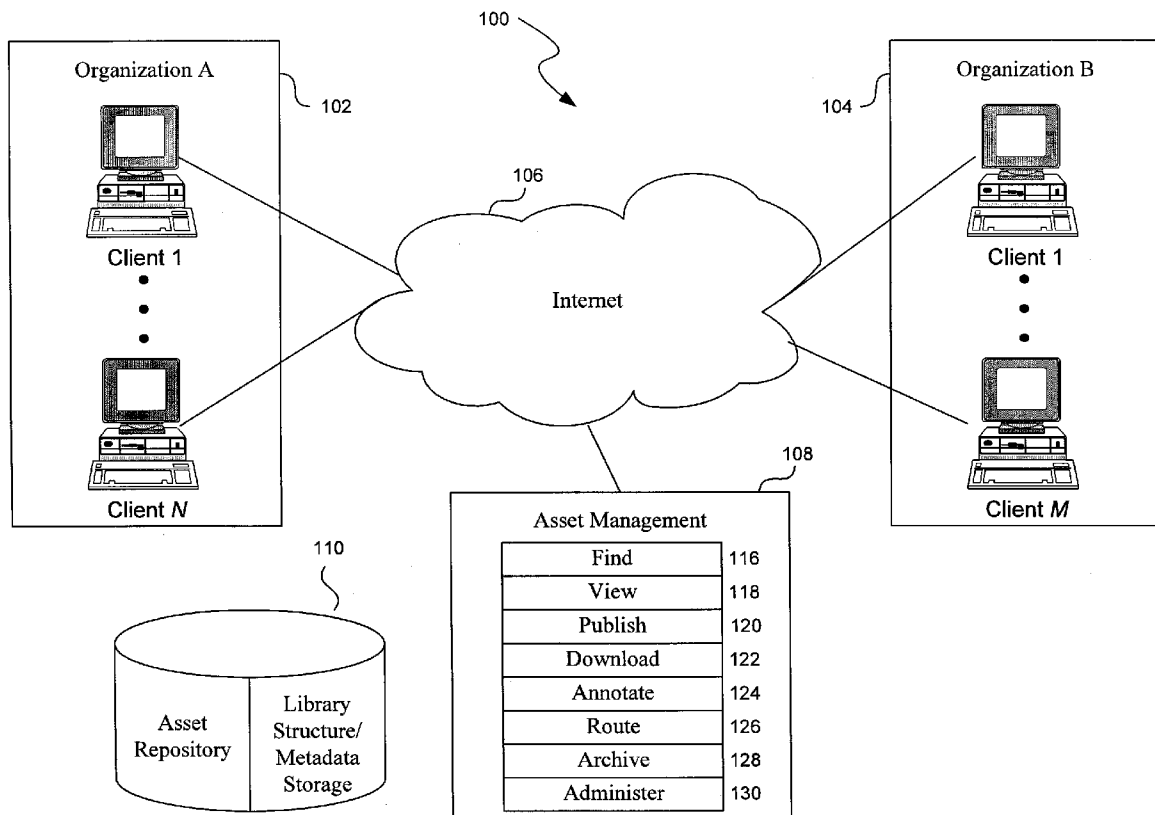 100
Organization A
102
Client 1
Client N
Organization B
104
Client 1
Client M
106
Internet
108
Asset Management
Find 116
View 118
Publish 120
Download 122
Annotate 124
Route 126
Archive 128
Administer 130
110
Asset
Repository
Library
Structure/
Metadata
Storage